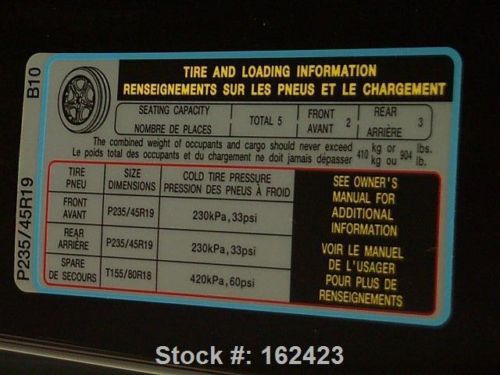 B10
P235/45R19
TIRE AND LOADING INFORMATION
RENSEIGNEMENTS SUR LES PNEUS ET LE CHARGEMENT
SEATING CAPACITY
NOMBRE DE PLACES
TOTAL 5
FRONT
AVANT 2
REAR
ARRIÈRE 3
The combined weight of occupants and cargo should never exceed 410 kg or 904 lbs.
Le poids total des occupants et du chargement ne doit jamais dépasser 410 kg ou 904 lb.
TIRE
PNEU
SIZE
DIMENSIONS
COLD TIRE PRESSURE
PRESSION DES PNEUS À FROID
FRONT
AVANT
P235/45R19
230kPa,33psi
REAR
ARRIÈRE
P235/45R19
230kPa,33psi
SPARE
DE SECOURS
T155/80R18
420kPa,60psi
SEE OWNER'S
MANUAL FOR
ADDITIONAL
INFORMATION
VOIR LE MANUEL
DE L'USAGER
POUR PLUS DE
RENSEIGNEMENTS
Stock #: 162423